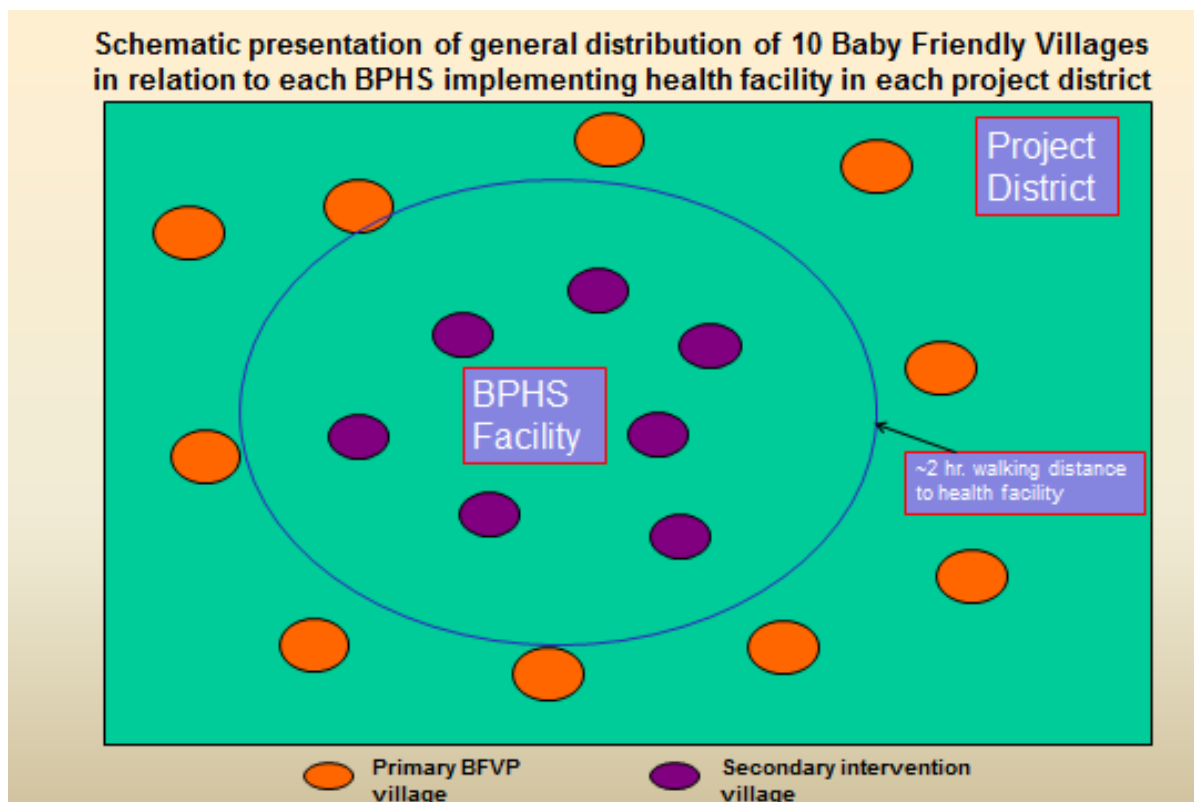 Schematic presentation of general distribution of 10 Baby Friendly Villages
in relation to each BPHS implementing health facility in each project district
Project
District
BPHS
Facility
~2 hr. walking distance
to health facility
Primary BFVP
village
Secondary intervention
village